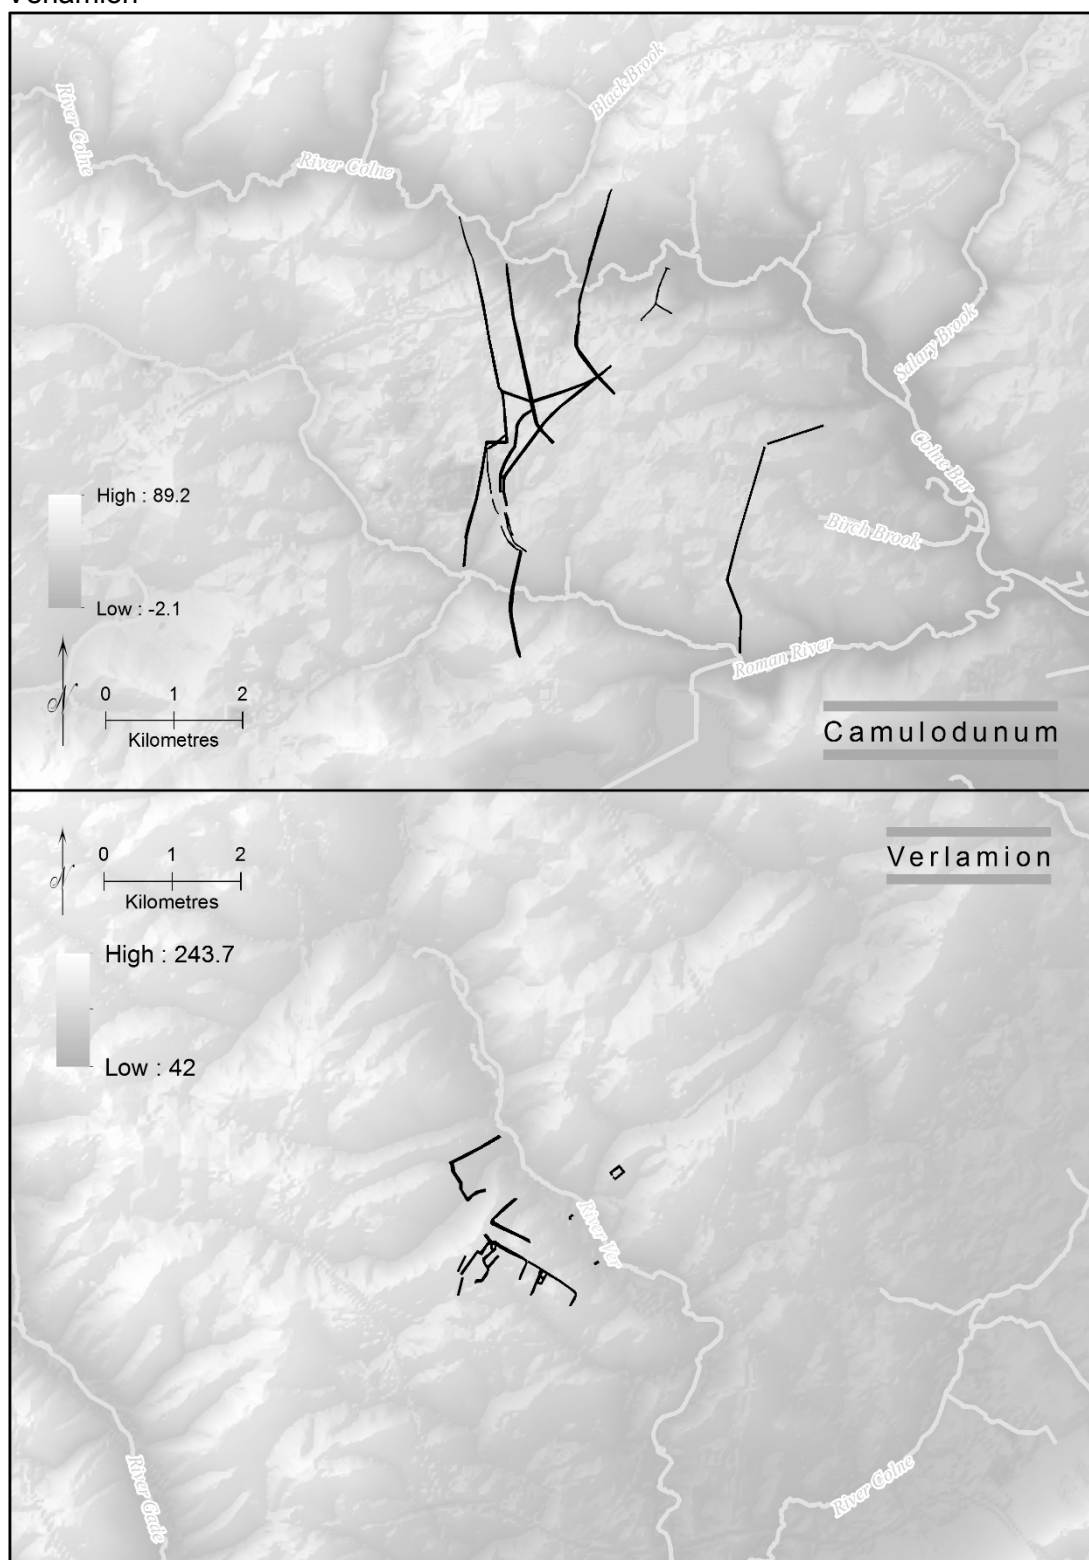 Verlamion
River Colne
River Colne
Black Brook
Salary Brook
Colne Bar
Birch Brook
Roman River
High : 89.2
Low : -2.1
N
0 1 2
Kilometres
Camulodunum
N
0 1 2
Kilometres
Verlamion
High : 243.7
Low : 42
River Ver
River Gade
River Colne